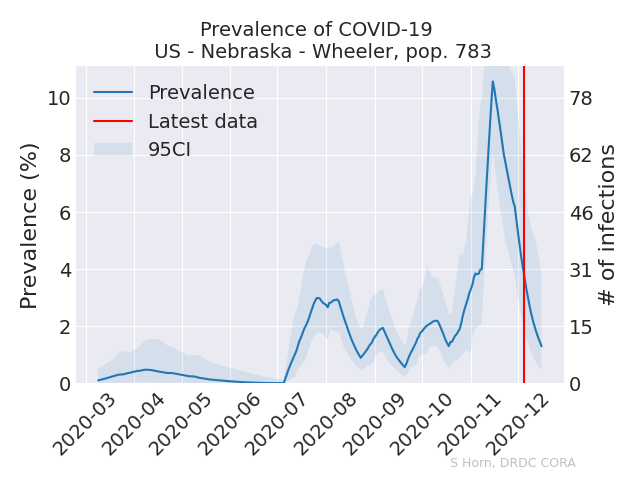 Prevalence of COVID-19
US - Nebraska - Wheeler, pop. 783
Prevalence
Latest data
95CI
Prevalence (%)
10
8
6
4
2
0
# of infections
78
62
46
31
15
0
2020-03
2020-04
2020-05
2020-06
2020-07
2020-08
2020-09
2020-10
2020-11
2020-12
S Horn, DRDC CORA